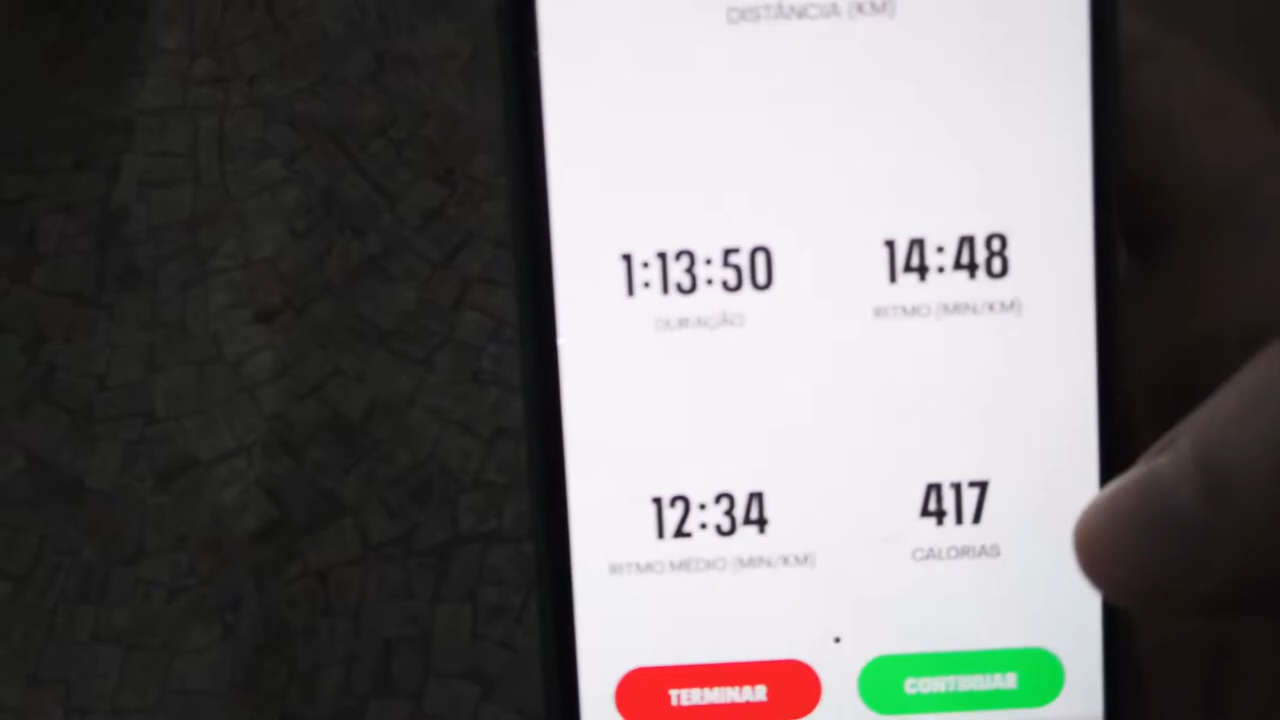 DISTÂNCIA (KM)
1:13:50 14:48
DURAÇÃO RITMO (MIN/KM)
12:34 417
RITMO MÉDIO (MIN/KM) CALORIAS
TERMINAR CONTINUAR